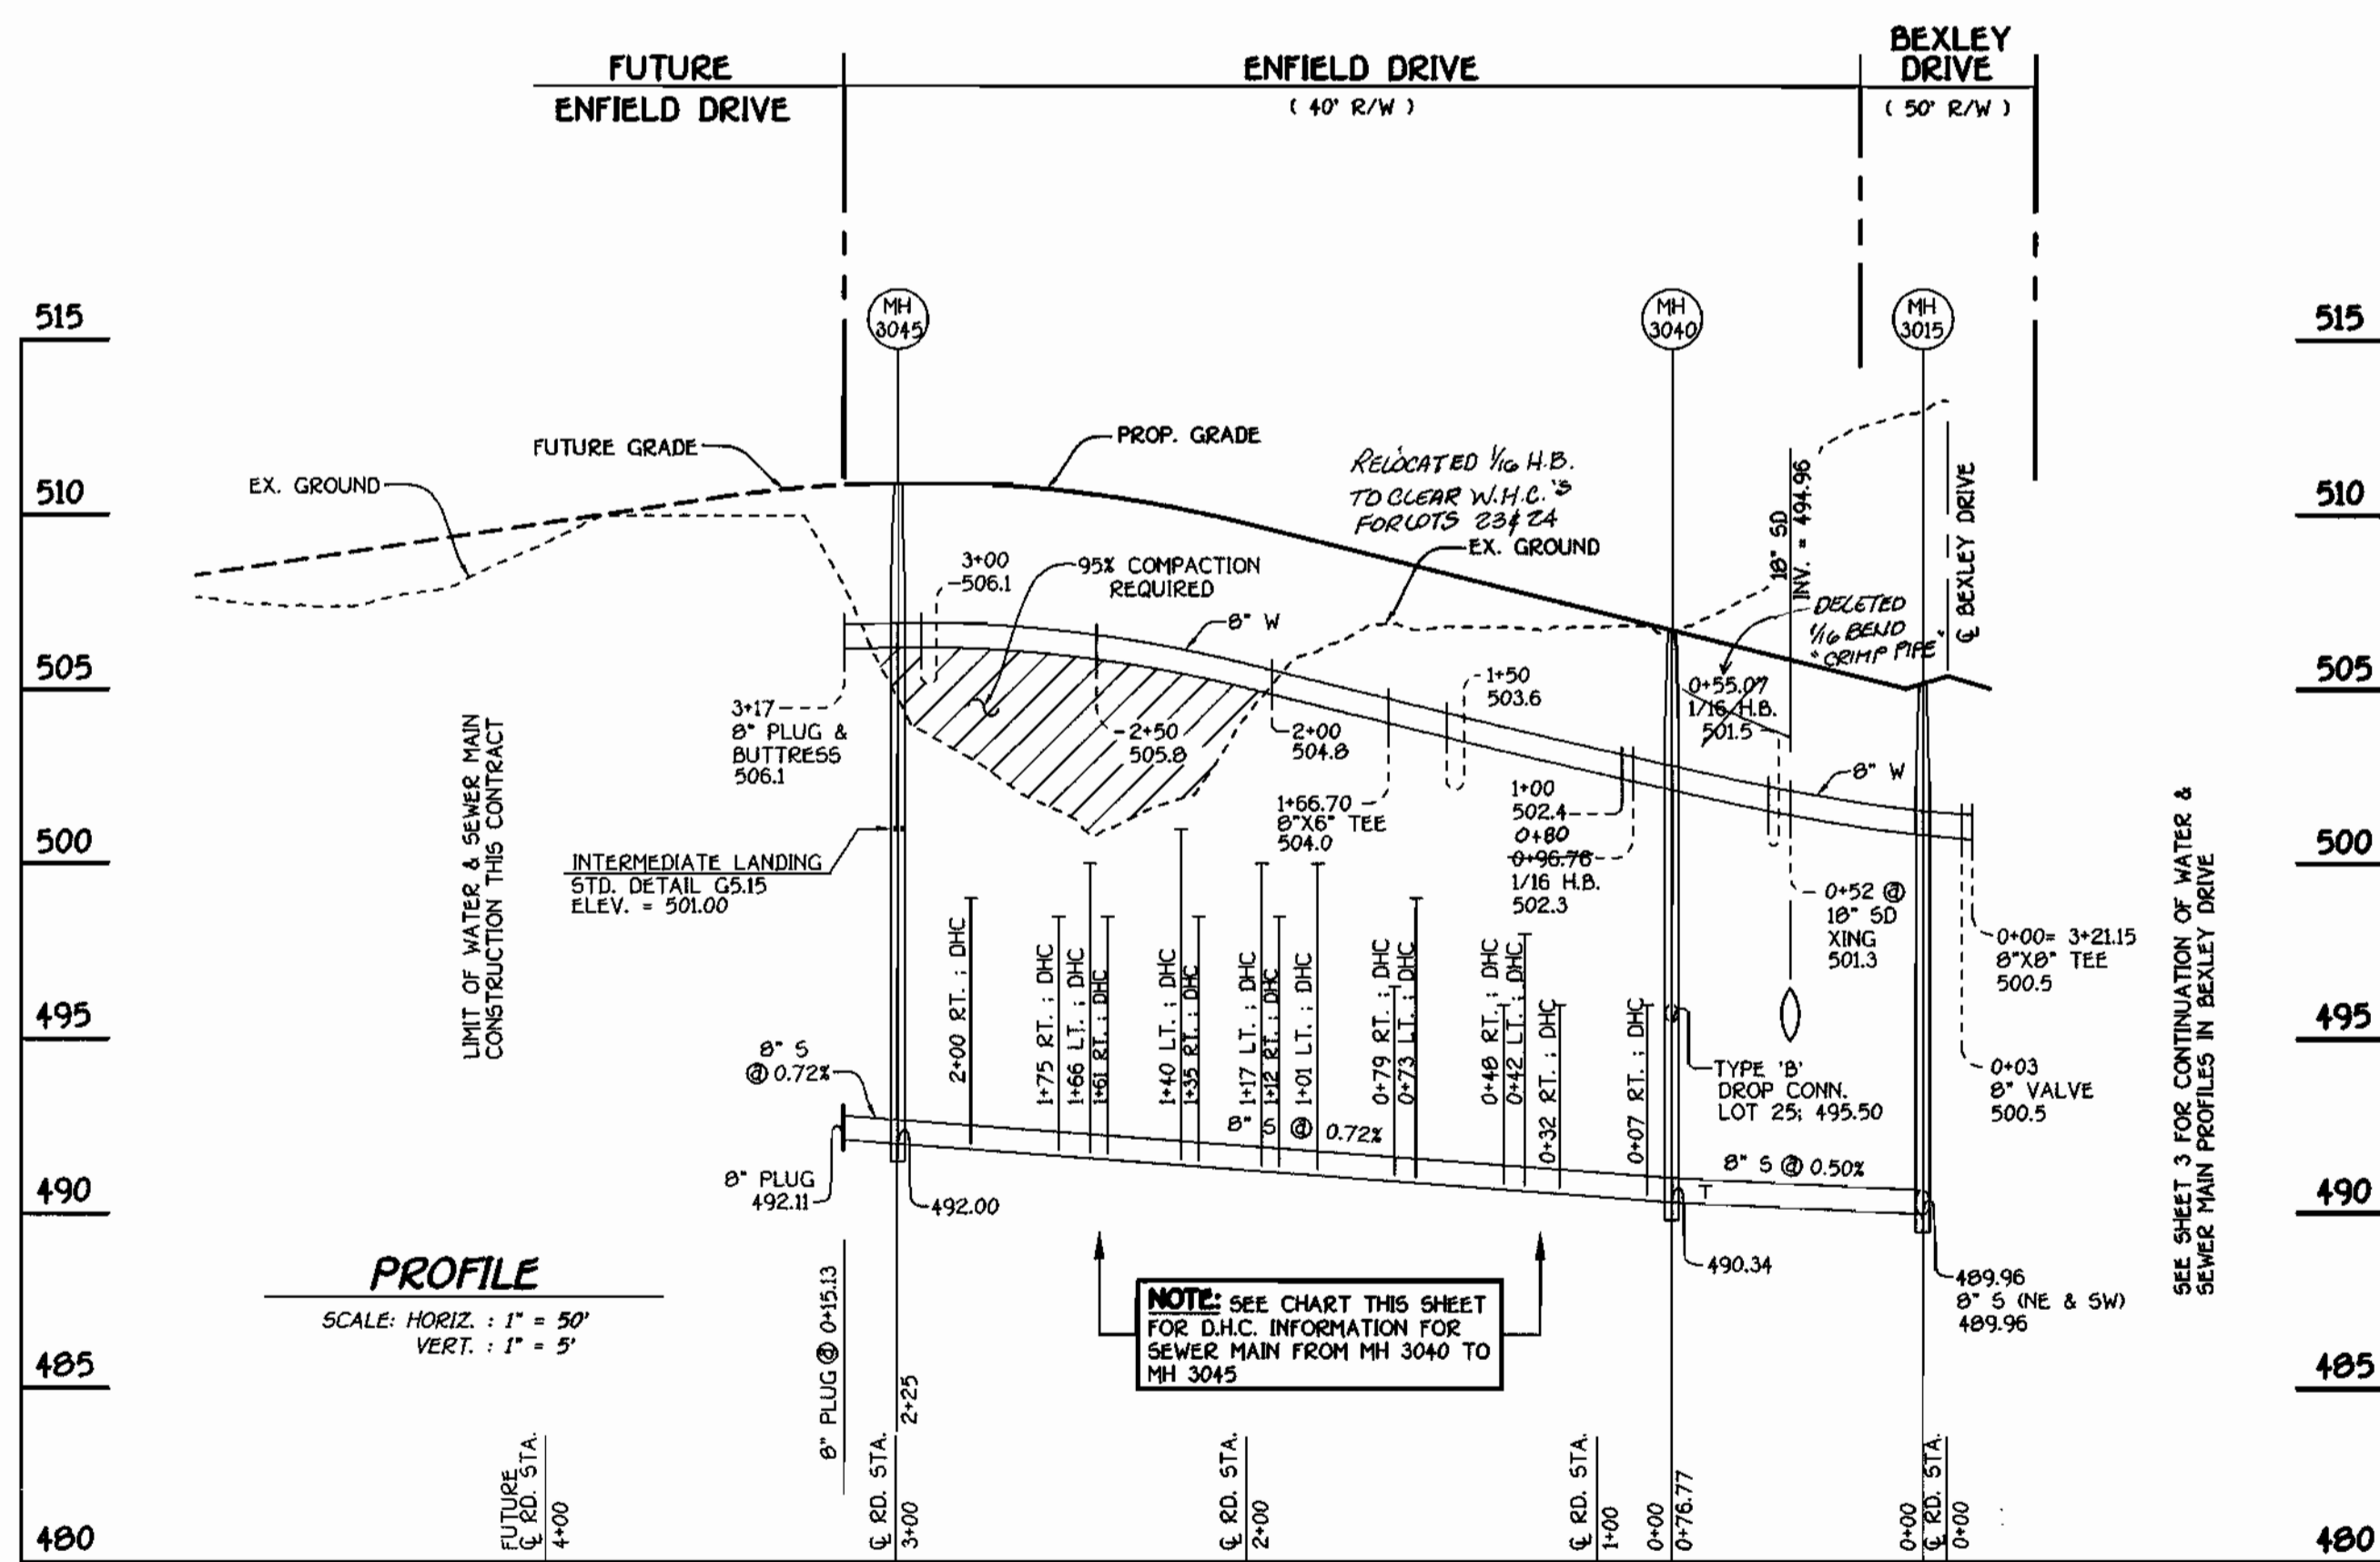 FUTURE
ENFIELD DRIVE
ENFIELD DRIVE
( 40' R/W )
BEXLEY
DRIVE
( 50' R/W )
515
510
505
500
495
490
485
480
515
510
505
500
495
490
485
480
MH
3045
MH
3040
MH
3015
FUTURE GRADE
EX. GROUND
PROP. GRADE
RELOCATED 1/16 H.B.
TO CLEAR W.H.C.'S
FOR LOTS 23 & 24
EX. GROUND
3+00
506.1
95% COMPACTION
REQUIRED
8" W
18" SD
INV. = 494.96
℄ BEXLEY DRIVE
DELETED
1/16 BEND
"CRIMP PIPE"
0+55.07
1/16 H.B.
501.5
3+17
8" PLUG &
BUTTRESS
506.1
2+50
505.8
2+00
504.8
1+50
503.6
1+66.70
8"X6" TEE
504.0
1+00
502.4
0+80
0+96.76
1/16 H.B.
502.3
8" W
LIMIT OF WATER & SEWER MAIN
CONSTRUCTION THIS CONTRACT
INTERMEDIATE LANDING
STD. DETAIL G5.15
ELEV. = 501.00
0+52 @
18" SD
XING
501.3
0+00= 3+21.15
8"X8" TEE
500.5
0+03
8" VALVE
500.5
SEE SHEET 3 FOR CONTINUATION OF WATER &
SEWER MAIN PROFILES IN BEXLEY DRIVE
8" S
@ 0.72%
2+00 RT. ; DHC
1+75 RT. ; DHC
1+66 LT. ; DHC
1+61 RT. ; DHC
1+40 LT. ; DHC
1+35 RT. ; DHC
1+17 LT. ; DHC
1+12 RT. ; DHC
1+01 LT. ; DHC
0+79 RT. ; DHC
0+73 LT. ; DHC
0+48 RT. ; DHC
0+42 LT. ; DHC
0+32 RT. ; DHC
0+07 RT. ; DHC
8" S @ 0.72%
TYPE 'B'
DROP CONN.
LOT 25; 495.50
8" S @ 0.50%
T
8" PLUG
492.11
492.00
490.34
489.96
8" S (NE & SW)
489.96
PROFILE
SCALE: HORIZ. : 1" = 50'
VERT. : 1" = 5'
NOTE: SEE CHART THIS SHEET
FOR D.H.C. INFORMATION FOR
SEWER MAIN FROM MH 3040 TO
MH 3045
8" PLUG @ 0+15.13
2+25
FUTURE
℄ RD. STA.
4+00
℄ RD. STA.
3+00
℄ RD. STA.
2+00
℄ RD. STA.
1+00
0+00
0+76.77
0+00
℄ RD. STA.
0+00